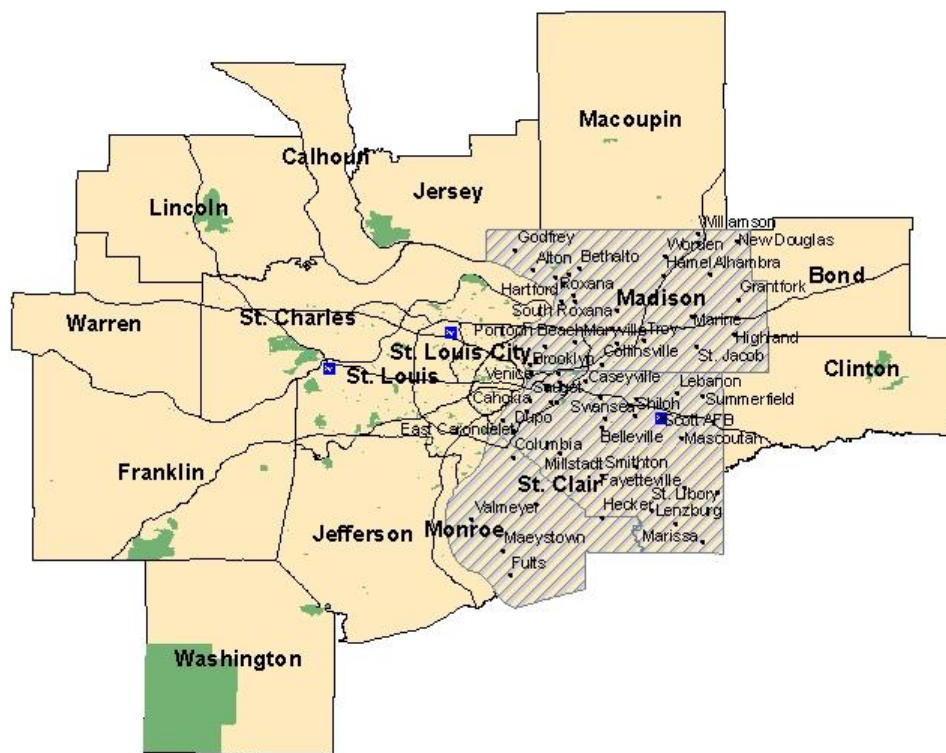 Macoupin
Calhoun
Jersey
Lincoln
Williamson
Godfrey
Worden
New Douglas
Alton
Bethalto
Hamel
Alhambra
Bond
Hartford
Roxana
Grantfork
Madison
South Roxana
Warren
St. Charles
Marine
Pontoon Beach
Maryville
Troy
Highland
St. Louis City
Collinsville
St. Jacob
Brooklyn
Clinton
St. Louis
Venice
Sauget
Caseyville
Lebanon
Cahokia
Swansea
Shiloh
Summerfield
Dupo
Scott AFB
East Carondelet
Belleville
Mascoutah
Columbia
Franklin
Millstadt
Smithton
St. Clair
Fayetteville
St. Libory
Valmeyer
Hecker
Lenzburg
Jefferson
Monroe
Marissa
Maeystown
Fults
Washington